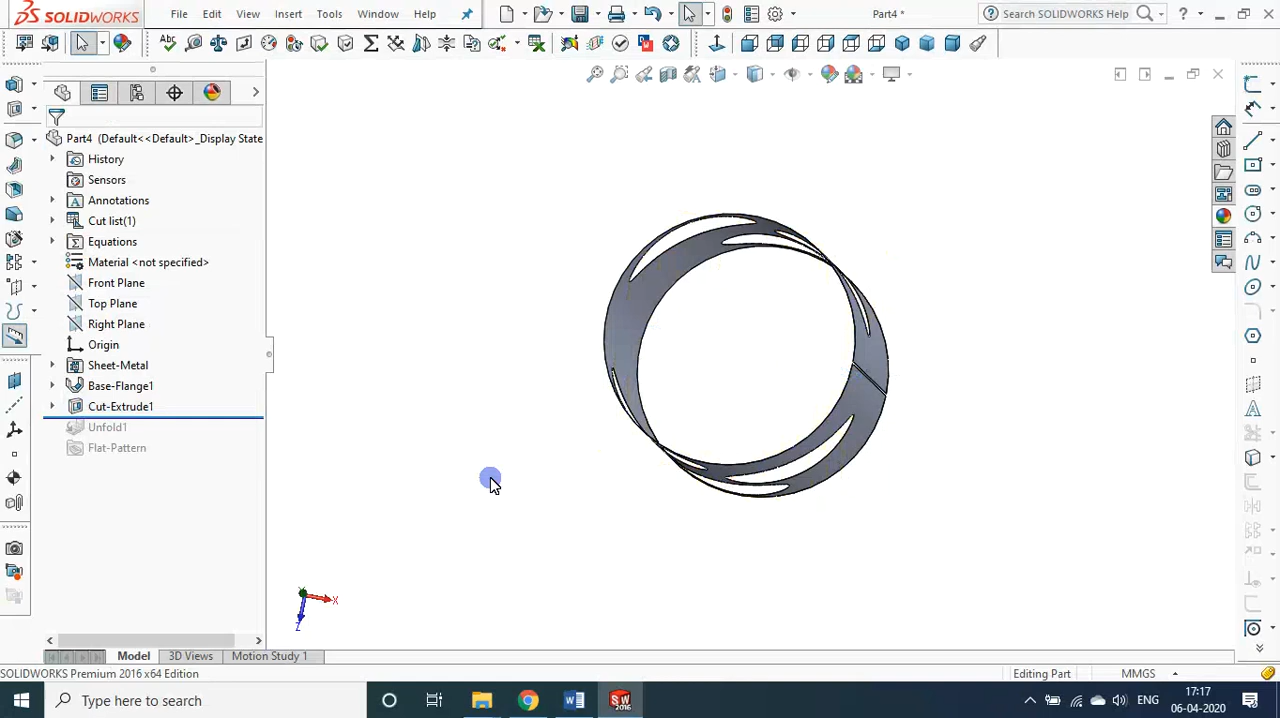 SOLIDWORKS File Edit View Insert Tools Window Help Part4 * Search SOLIDWORKS Help
Part4 (Default<<Default>_Display State
History
Sensors
Annotations
Cut list(1)
Equations
Material <not specified>
Front Plane
Top Plane
Right Plane
Origin
Sheet-Metal
Base-Flange1
Cut-Extrude1
Unfold1
Flat-Pattern
X
Z
Model 3D Views Motion Study 1
SOLIDWORKS Premium 2016 x64 Edition Editing Part MMGS
Type here to search ENG 17:17
06-04-2020